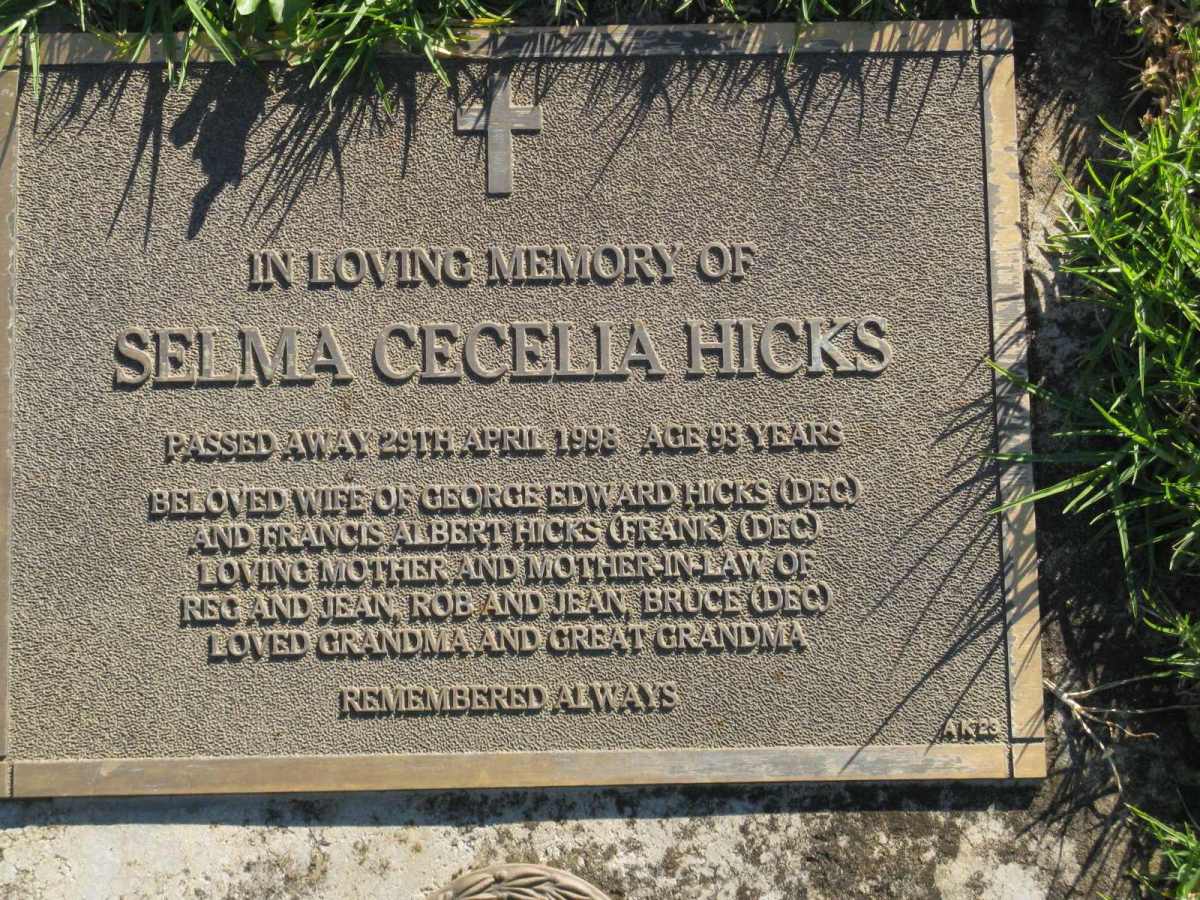 IN LOVING MEMORY OF
SELMA CECELIA HICKS
PASSED AWAY 29TH APRIL 1998 AGE 93 YEARS
BELOVED WIFE OF GEORGE EDWARD HICKS (DEC)
AND FRANCIS ALBERT HICKS (FRANK) (DEC)
LOVING MOTHER AND MOTHER-IN-LAW OF
REG AND JEAN, ROB AND JEAN, BRUCE (DEC)
LOVED GRANDMA AND GREAT GRANDMA
REMEMBERED ALWAYS